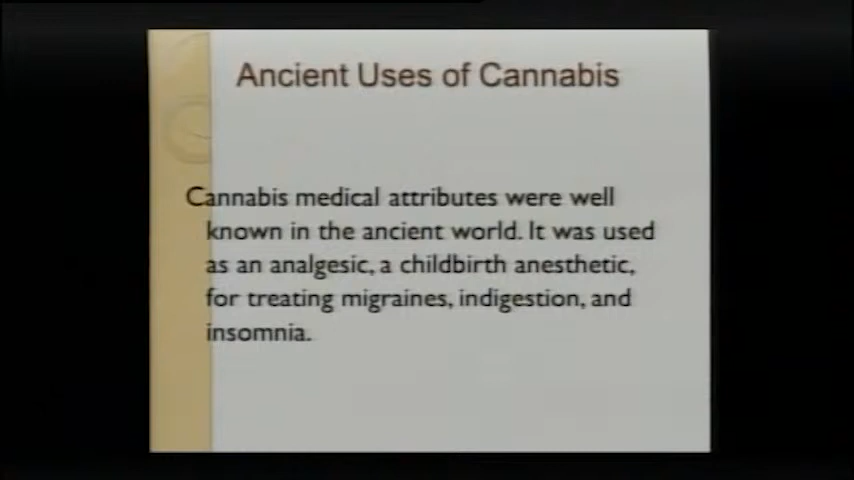 Ancient Uses of Cannabis
Cannabis medical attributes were well
known in the ancient world. It was used
as an analgesic, a childbirth anesthetic,
for treating migraines, indigestion, and
insomnia.